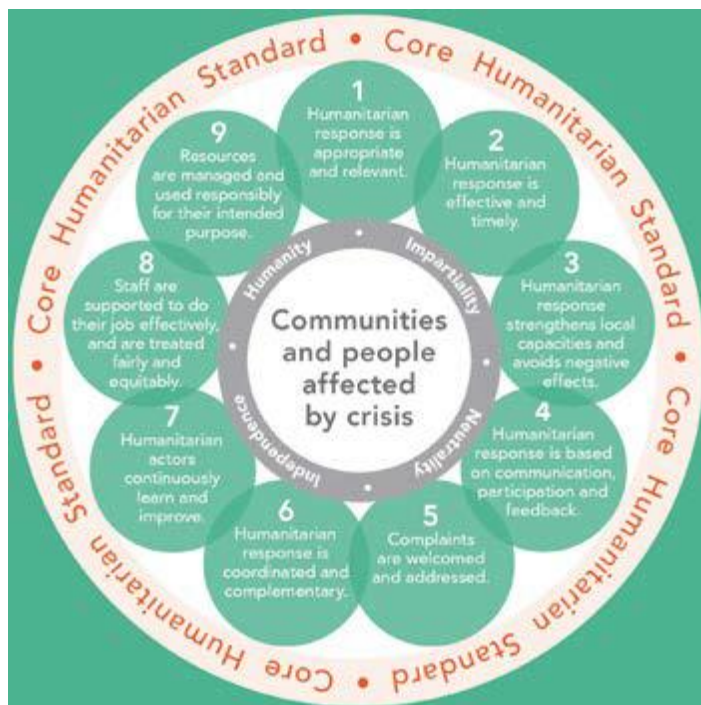 Core Humanitarian Standard • Core Humanitarian Standard • Core Humanitarian Standard • Core Humanitarian Standard • Core Humanitarian Standard •
1
Humanitarian
response is
appropriate
and relevant.
2
Humanitarian
response is
effective and
timely.
3
Humanitarian
response
strengthens local
capacities and
avoids negative
effects.
4
Humanitarian
response is based
on communication,
participation and
feedback.
5
Complaints
are welcomed
and addressed.
6
Humanitarian
response is
coordinated and
complementary.
7
Humanitarian
actors
continuously
learn and
improve.
8
Staff are
supported to do
their job effectively,
and are treated
fairly and
equitably.
9
Resources
are managed and
used responsibly
for their intended
purpose.
Humanity • Impartiality • Neutrality • Independence •
Communities
and people
affected
by crisis